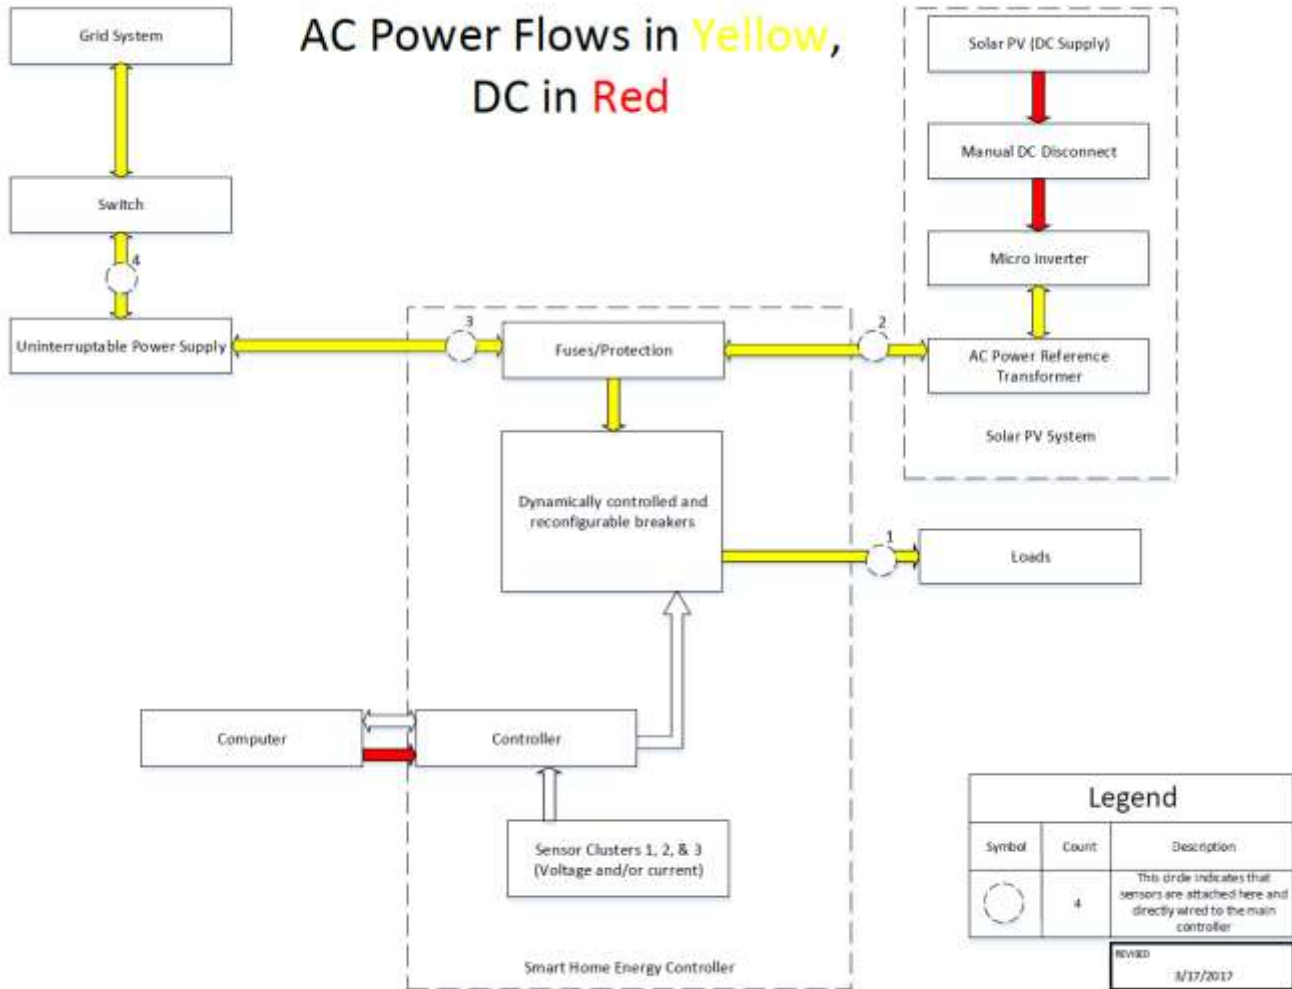 AC Power Flows in Yellow,
DC in Red
Grid System
Switch
4
Uninterruptable Power Supply
3
Fuses/Protection
2
Solar PV (DC Supply)
Manual DC Disconnect
Micro Inverter
AC Power Reference
Transformer
Solar PV System
Dynamically controlled and
reconfigurable breakers
1
Loads
Computer
Controller
Sensor Clusters 1, 2, & 3
(Voltage and/or current)
Smart Home Energy Controller
Legend
Symbol
Count
Description
4
This circle indicates that
sensors are attached here and
directly wired to the main
controller
REVISED
3/17/2017